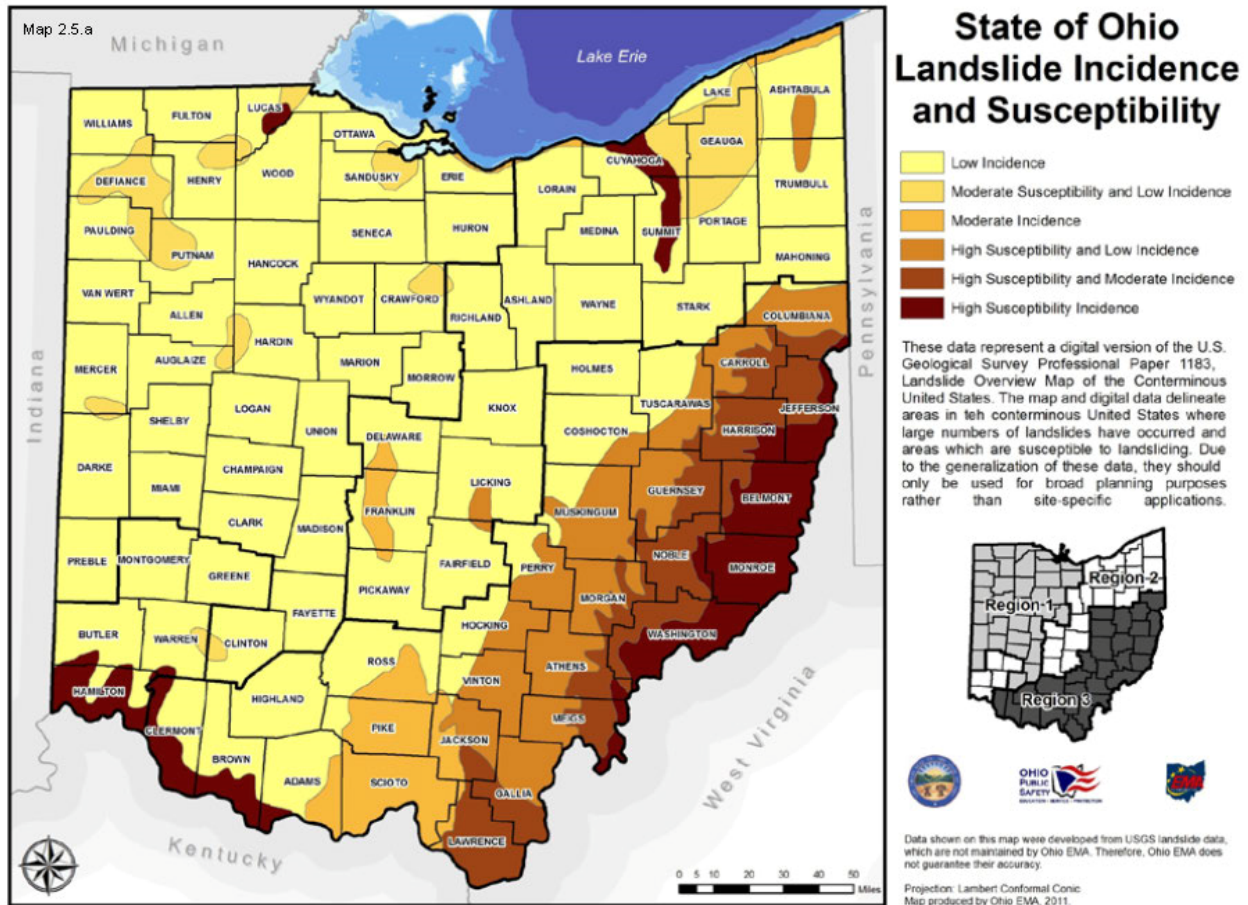 Map 2.5.a
Michigan
Lake Erie
Indiana
Pennsylvania
West Virginia
Kentucky
WILLIAMS
FULTON
LUCAS
OTTAWA
LAKE
ASHTABULA
GEAUGA
CUYAHOGA
DEFIANCE
HENRY
WOOD
SANDUSKY
ERIE
LORAIN
TRUMBULL
PAULDING
PUTNAM
SENECA
HURON
MEDINA
SUMMIT
PORTAGE
MAHONING
HANCOCK
VAN WERT
ALLEN
WYANDOT
CRAWFORD
RICHLAND
ASHLAND
WAYNE
STARK
COLUMBIANA
HARDIN
MERCER
AUGLAIZE
MARION
MORROW
HOLMES
CARROLL
TUSCARAWAS
JEFFERSON
LOGAN
KNOX
SHELBY
UNION
DELAWARE
COSHOCTON
HARRISON
DARKE
CHAMPAIGN
MIAMI
LICKING
GUERNSEY
BELMONT
FRANKLIN
MUSKINGUM
CLARK
MADISON
PREBLE
MONTGOMERY
GREENE
FAIRFIELD
PERRY
NOBLE
MONROE
PICKAWAY
FAYETTE
MORGAN
HOCKING
BUTLER
WARREN
CLINTON
WASHINGTON
ROSS
ATHENS
VINTON
HAMILTON
HIGHLAND
CLERMONT
PIKE
MEIGS
JACKSON
BROWN
ADAMS
SCIOTO
GALLIA
LAWRENCE
0 5 10 20 30 40 50
Miles
State of Ohio
Landslide Incidence
and Susceptibility
Low Incidence
Moderate Susceptibility and Low Incidence
Moderate Incidence
High Susceptibility and Low Incidence
High Susceptibility and Moderate Incidence
High Susceptibility Incidence
These data represent a digital version of the U.S.
Geological Survey Professional Paper 1183,
Landslide Overview Map of the Conterminous
United States. The map and digital data delineate
areas in teh conterminous United States where
large numbers of landslides have occurred and
areas which are susceptible to landsliding. Due
to the generalization of these data, they should
only be used for broad planning purposes
rather than site-specific applications.
Region 1
Region 2
Region 3
OHIO
PUBLIC
SAFETY
EDUCATION • SERVICE • PROTECTION
EMA
Data shown on this map were developed from USGS landslide data,
which are not maintained by Ohio EMA. Therefore, Ohio EMA does
not guarantee their accuracy.
Projection: Lambert Conformal Conic
Map produced by Ohio EMA, 2011.